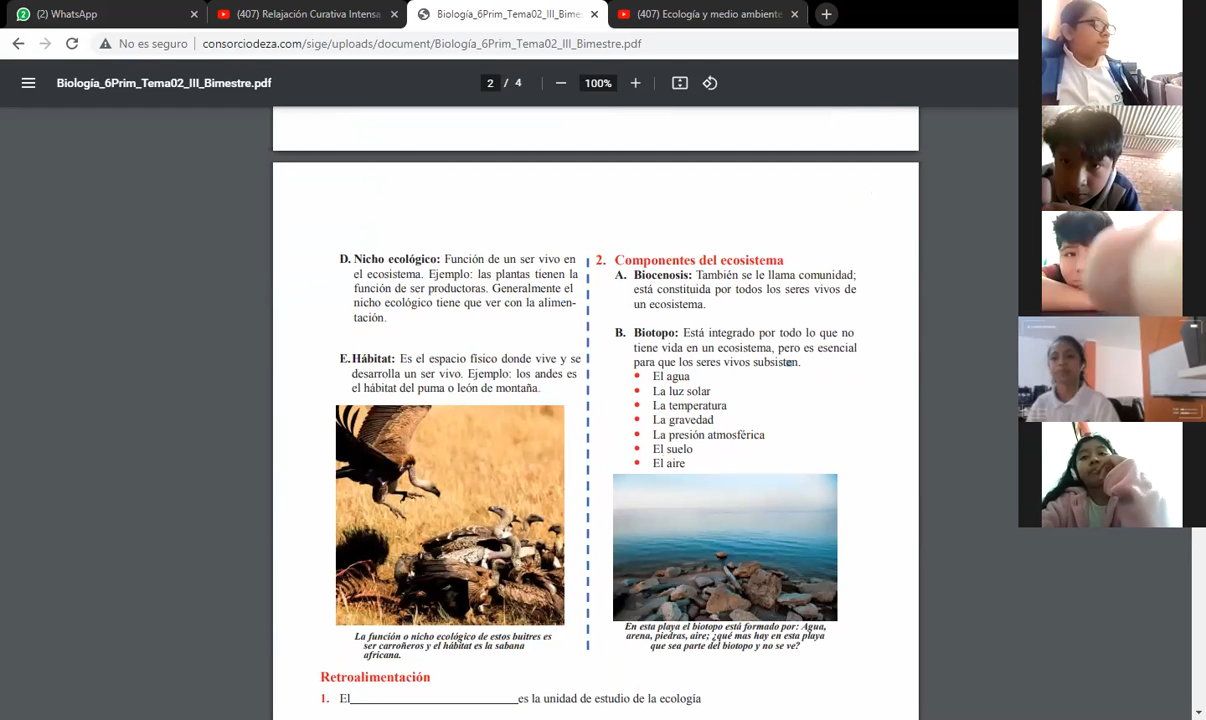 (2) WhatsApp
(407) Relajación Curativa Intensa
Biología_6Prim_Tema02_III_Bime
(407) Ecología y medio ambiente
No es seguro
consorciodeza.com/sige/uploads/document/Biología_6Prim_Tema02_III_Bimestre.pdf
Biología_6Prim_Tema02_III_Bimestre.pdf
2 / 4
100%
D. Nicho ecológico: Función de un ser vivo en
el ecosistema. Ejemplo: las plantas tienen la
función de ser productoras. Generalmente el
nicho ecológico tiene que ver con la alimen-
tación.
E. Hábitat: Es el espacio físico donde vive y se
desarrolla un ser vivo. Ejemplo: los andes es
el hábitat del puma o león de montaña.
La función o nicho ecológico de estos buitres es
ser carroñeros y el hábitat es la sabana
africana.
2. Componentes del ecosistema
A. Biocenosis: También se le llama comunidad;
está constituida por todos los seres vivos de
un ecosistema.
B. Biotopo: Está integrado por todo lo que no
tiene vida en un ecosistema, pero es esencial
para que los seres vivos subsisten.
• El agua
• La luz solar
• La temperatura
• La gravedad
• La presión atmosférica
• El suelo
• El aire
En esta playa el biotopo está formado por: Agua,
arena, piedras, aire; ¿qué mas hay en esta playa
que sea parte del biotopo y no se ve?
Retroalimentación
1. El__________________________es la unidad de estudio de la ecología